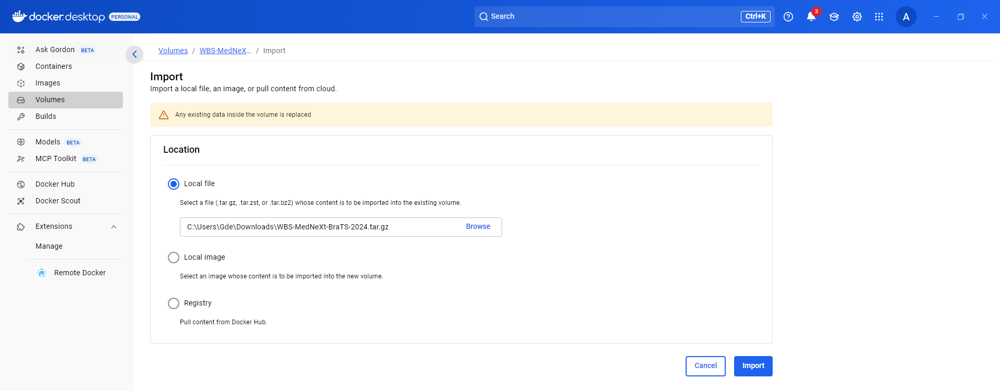 docker.desktop PERSONAL
Search
Ctrl+K
3
A
Ask Gordon BETA
Containers
Images
Volumes
Builds
Models BETA
MCP Toolkit BETA
Docker Hub
Docker Scout
Extensions
Manage
Remote Docker
Volumes / WBS-MedNeX... / Import
Import
Import a local file, an image, or pull content from cloud.
Any existing data inside the volume is replaced
Location
Local file
Select a file (.tar.gz, .tar.zst, or .tar.bz2) whose content is to be imported into the existing volume.
C:\Users\Gde\Downloads\WBS-MedNeXt-BraTS-2024.tar.gz Browse
Local image
Select an image whose content is to be imported into the new volume.
Registry
Pull content from Docker Hub.
Cancel
Import